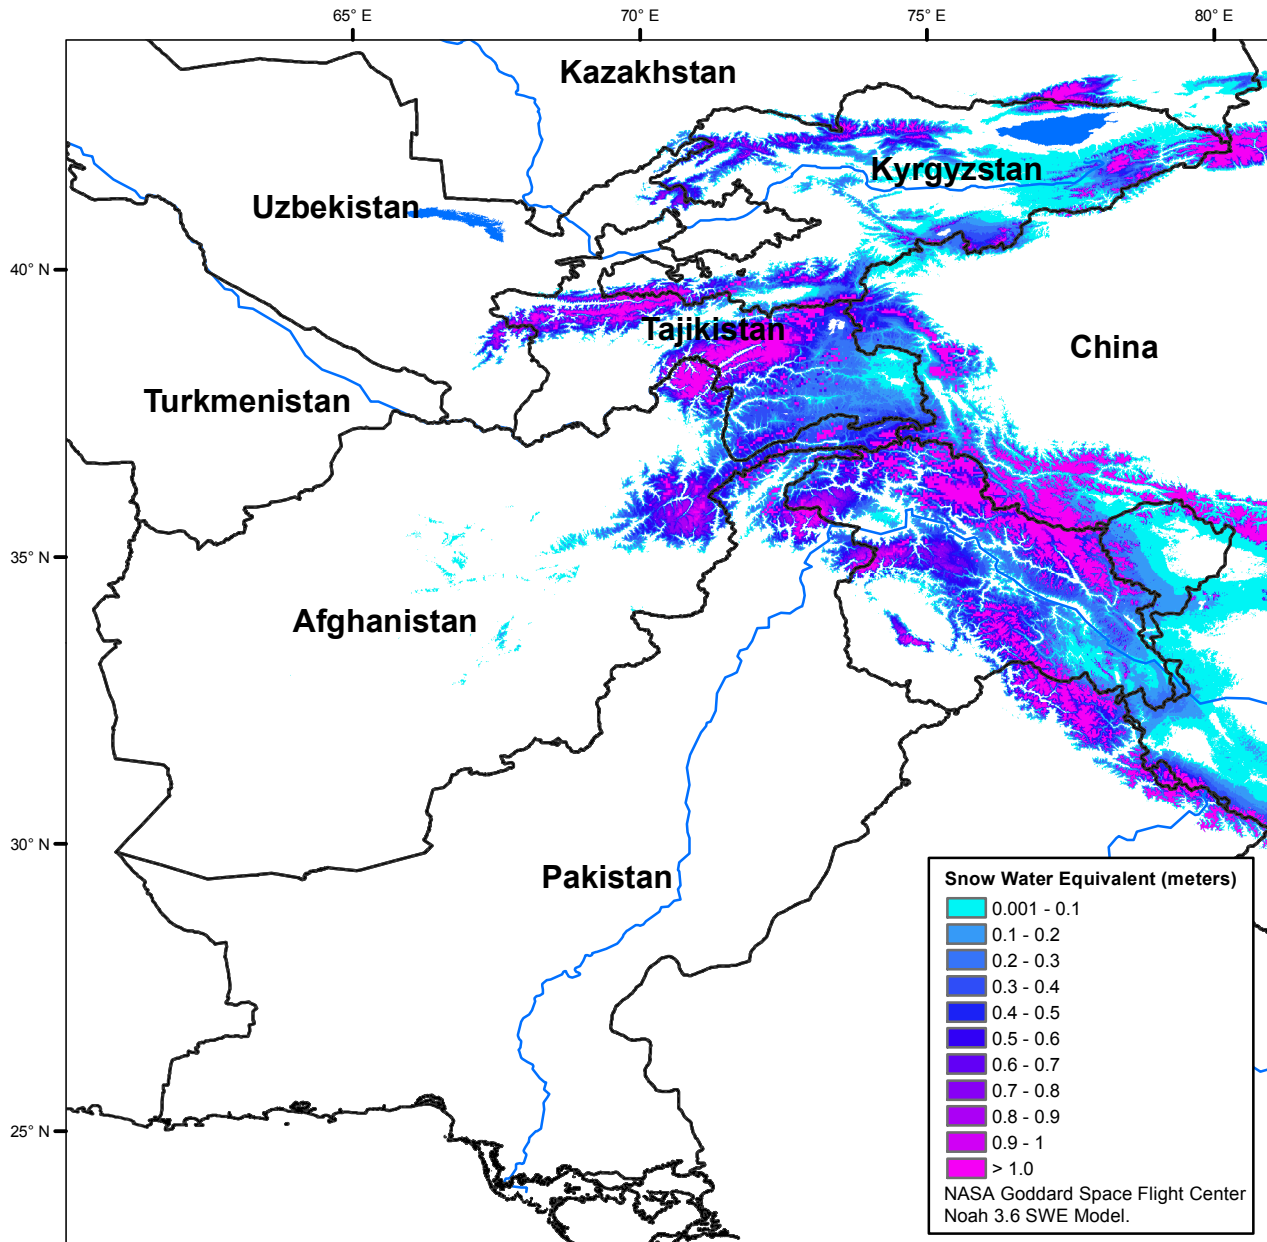 65° E
70° E
75° E
80° E
Kazakhstan
Kyrgyzstan
Uzbekistan
40° N
Tajikistan
China
Turkmenistan
35° N
Afghanistan
30° N
Pakistan
25° N
Snow Water Equivalent (meters)
0.001 - 0.1
0.1 - 0.2
0.2 - 0.3
0.3 - 0.4
0.4 - 0.5
0.5 - 0.6
0.6 - 0.7
0.7 - 0.8
0.8 - 0.9
0.9 - 1
> 1.0
NASA Goddard Space Flight Center
Noah 3.6 SWE Model.